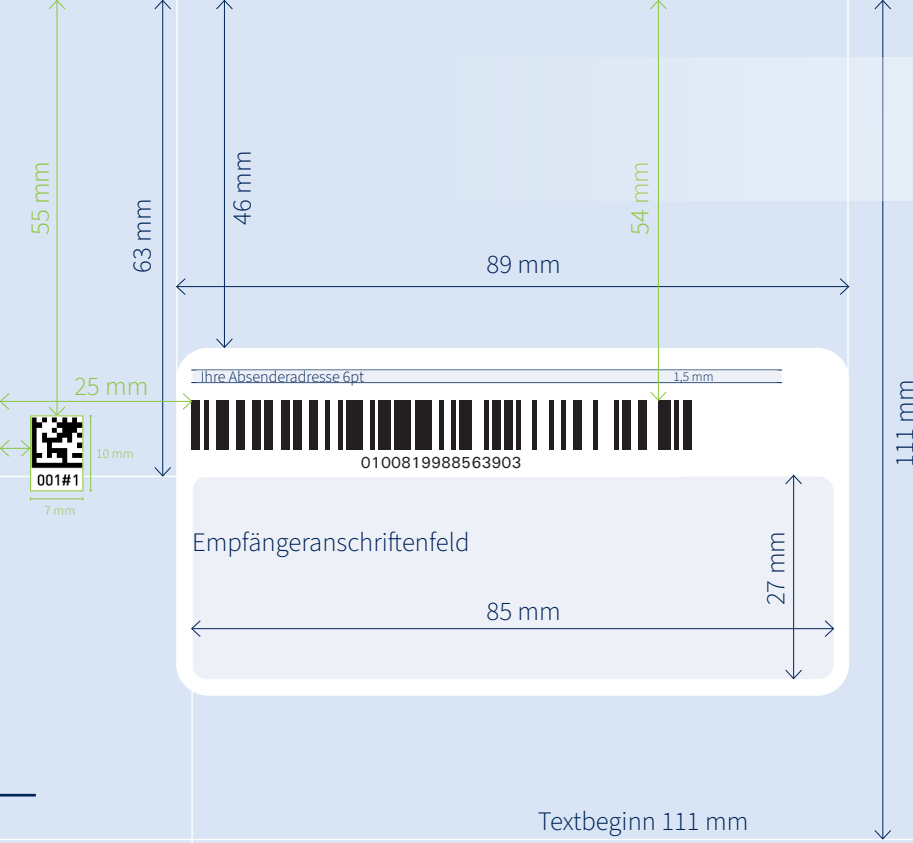 55 mm
63 mm
46 mm
54 mm
89 mm
111 mm
Ihre Absenderadresse 6pt
1,5 mm
25 mm
0100819988563903
10 mm
001#1
7 mm
Empfängeranschriftenfeld
27 mm
85 mm
Textbeginn 111 mm